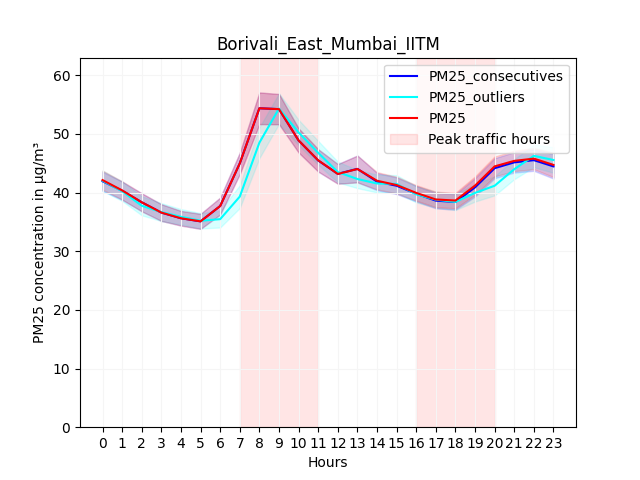 Borivali_East_Mumbai_IITM
PM25_consecutives
PM25_outliers
PM25
Peak traffic hours
PM25 concentration in µg/m³
60
50
40
30
20
10
0
0 1 2 3 4 5 6 7 8 9 10 11 12 13 14 15 16 17 18 19 20 21 22 23
Hours